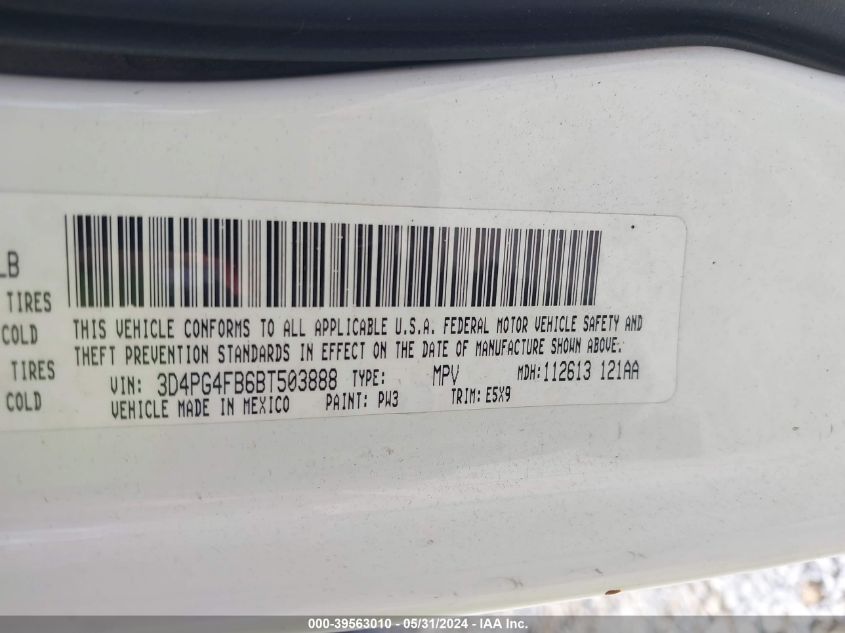 LB
TIRES
COLD
TIRES
COLD
THIS VEHICLE CONFORMS TO ALL APPLICABLE U.S.A. FEDERAL MOTOR VEHICLE SAFETY AND
THEFT PREVENTION STANDARDS IN EFFECT ON THE DATE OF MANUFACTURE SHOWN ABOVE.
VIN: 3D4PG4FB6BT503888 TYPE: MPV MDH:112613 121AA
VEHICLE MADE IN MEXICO PAINT: PW3 TRIM: E5X9
000-39563010 - 05/31/2024 - IAA Inc.